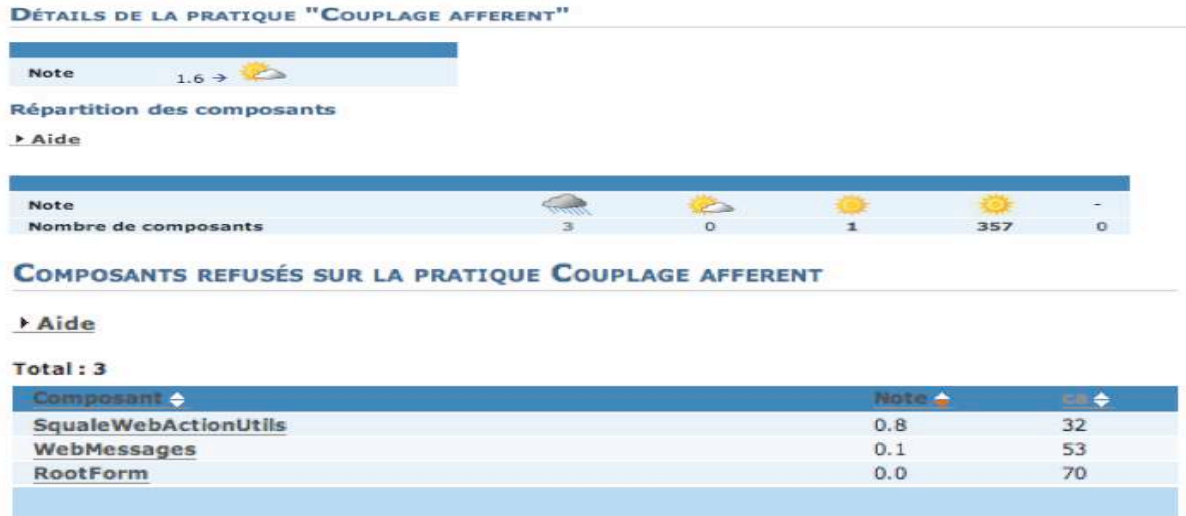 DÉTAILS DE LA PRATIQUE "COUPLAGE AFFERENT"
Note 1.6 →
Répartition des composants
Aide
Note -
Nombre de composants 3 0 1 357 0
COMPOSANTS REFUSÉS SUR LA PRATIQUE COUPLAGE AFFERENT
Aide
Total : 3
Composant Note ca
SqualeWebActionUtils 0.8 32
WebMessages 0.1 53
RootForm 0.0 70